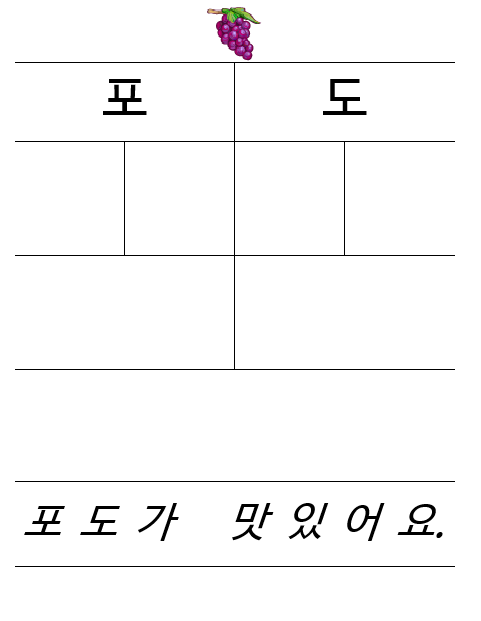 포 도
포 도 가 맛 있 어 요.